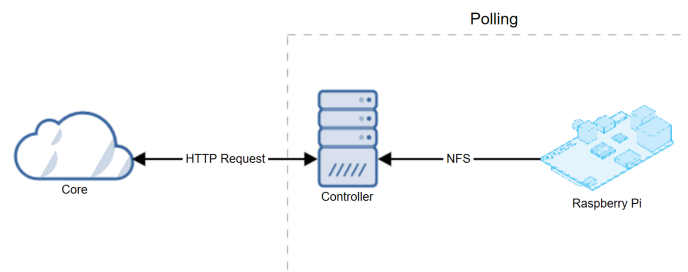 Polling
HTTP Request
NFS
Core
Controller
Raspberry Pi